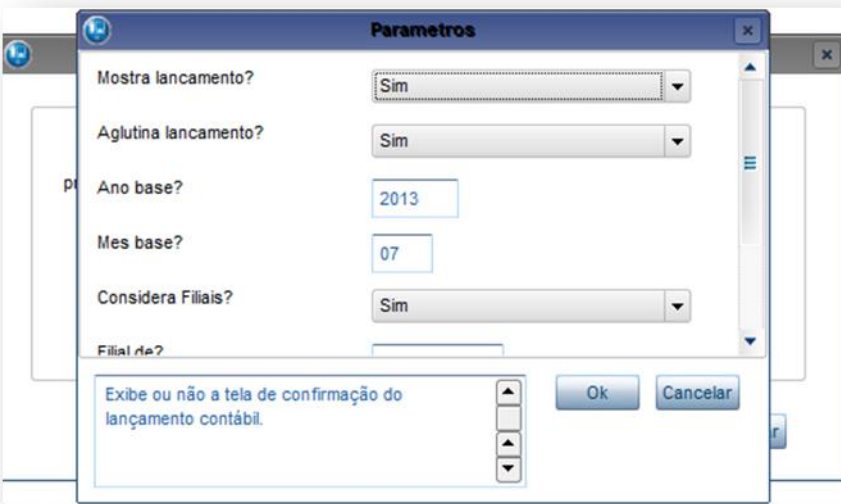 Parametros
Mostra lancamento?
Sim
Aglutina lancamento?
Sim
Ano base?
2013
Mes base?
07
Considera Filiais?
Sim
Filial de?
Exibe ou não a tela de confirmação do
lançamento contábil.
Ok
Cancelar